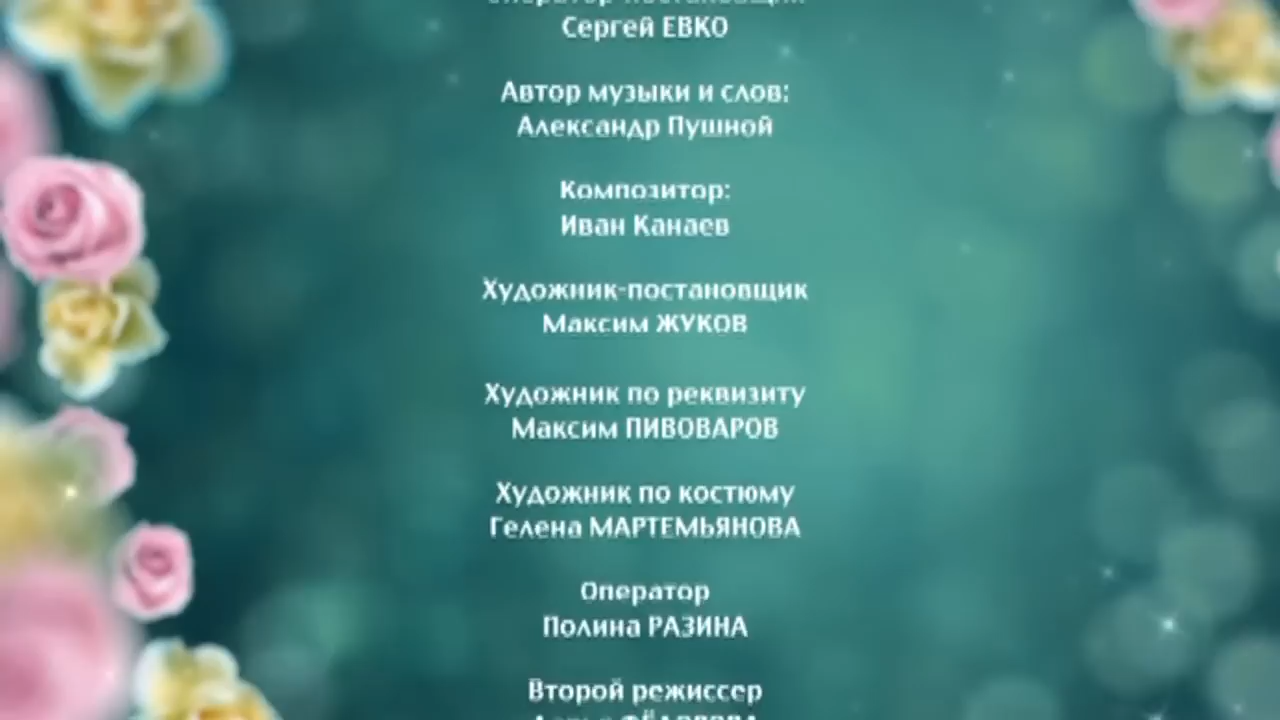 Сергей ЕВКО
Автор музыки и слов:
Александр Пушной
Композитор:
Иван Канаев
Художник-постановщик
Максим ЖУКОВ
Художник по реквизиту
Максим ПИВОВАРОВ
Художник по костюму
Гелена МАРТЕМЬЯНОВА
Оператор
Полина РАЗИНА
Второй режиссер